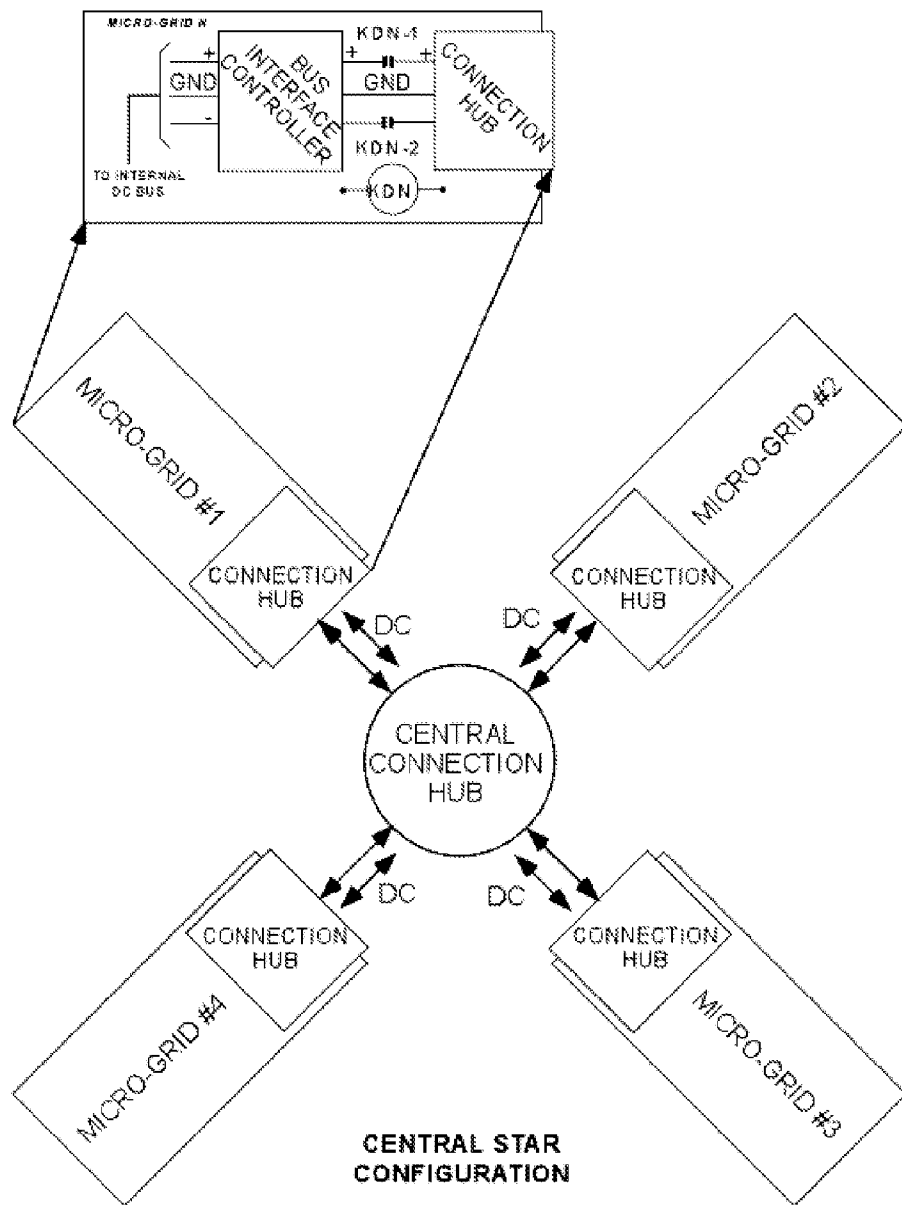 MICRO-GRID N
KDN-1
+ + +
GND GND
-
BUS
INTERFACE
CONTROLLER
CONNECTION
HUB
KDN-2
TO INTERNAL
DC BUS
KDN
MICRO-GRID #1
CONNECTION
HUB
MICRO-GRID #2
CONNECTION
HUB
DC
DC
CENTRAL
CONNECTION
HUB
DC
DC
CONNECTION
HUB
MICRO-GRID #4
CONNECTION
HUB
MICRO-GRID #3
CENTRAL STAR
CONFIGURATION